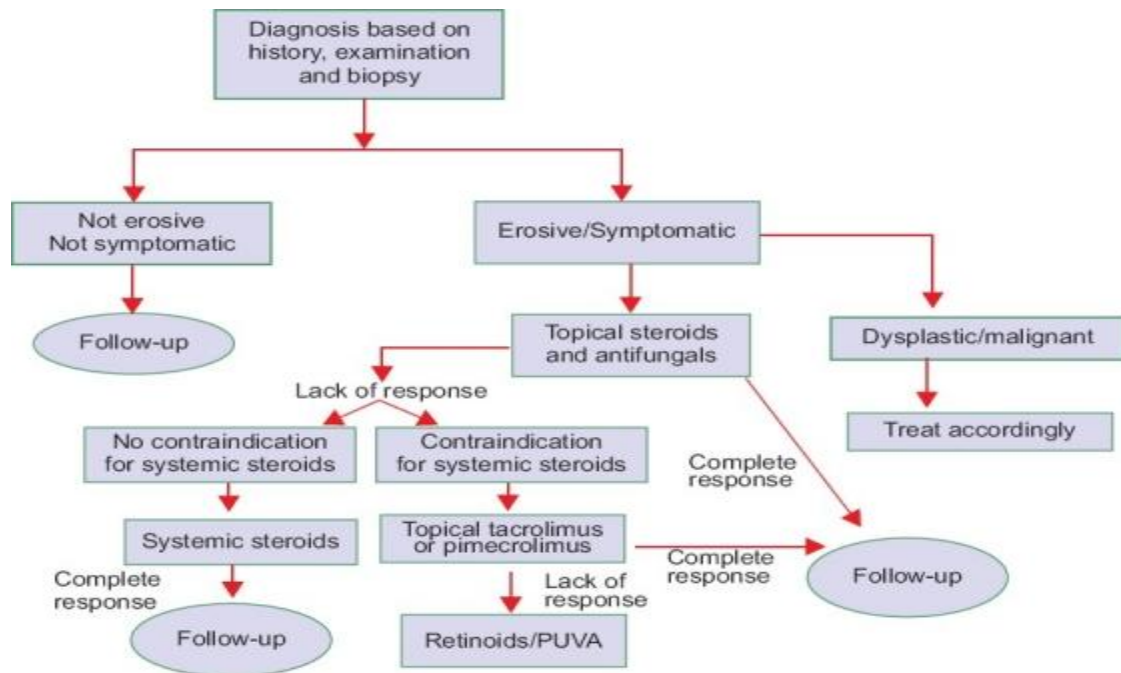 Diagnosis based on
history, examination
and biopsy
Not erosive
Not symptomatic
Erosive/Symptomatic
Follow-up
Topical steroids
and antifungals
Dysplastic/malignant
Lack of response
Treat accordingly
No contraindication
for systemic steroids
Contraindication
for systemic steroids
Complete
response
Systemic steroids
Topical tacrolimus
or pimecrolimus
Complete
response
Follow-up
Complete
response
Lack of
response
Follow-up
Retinoids/PUVA